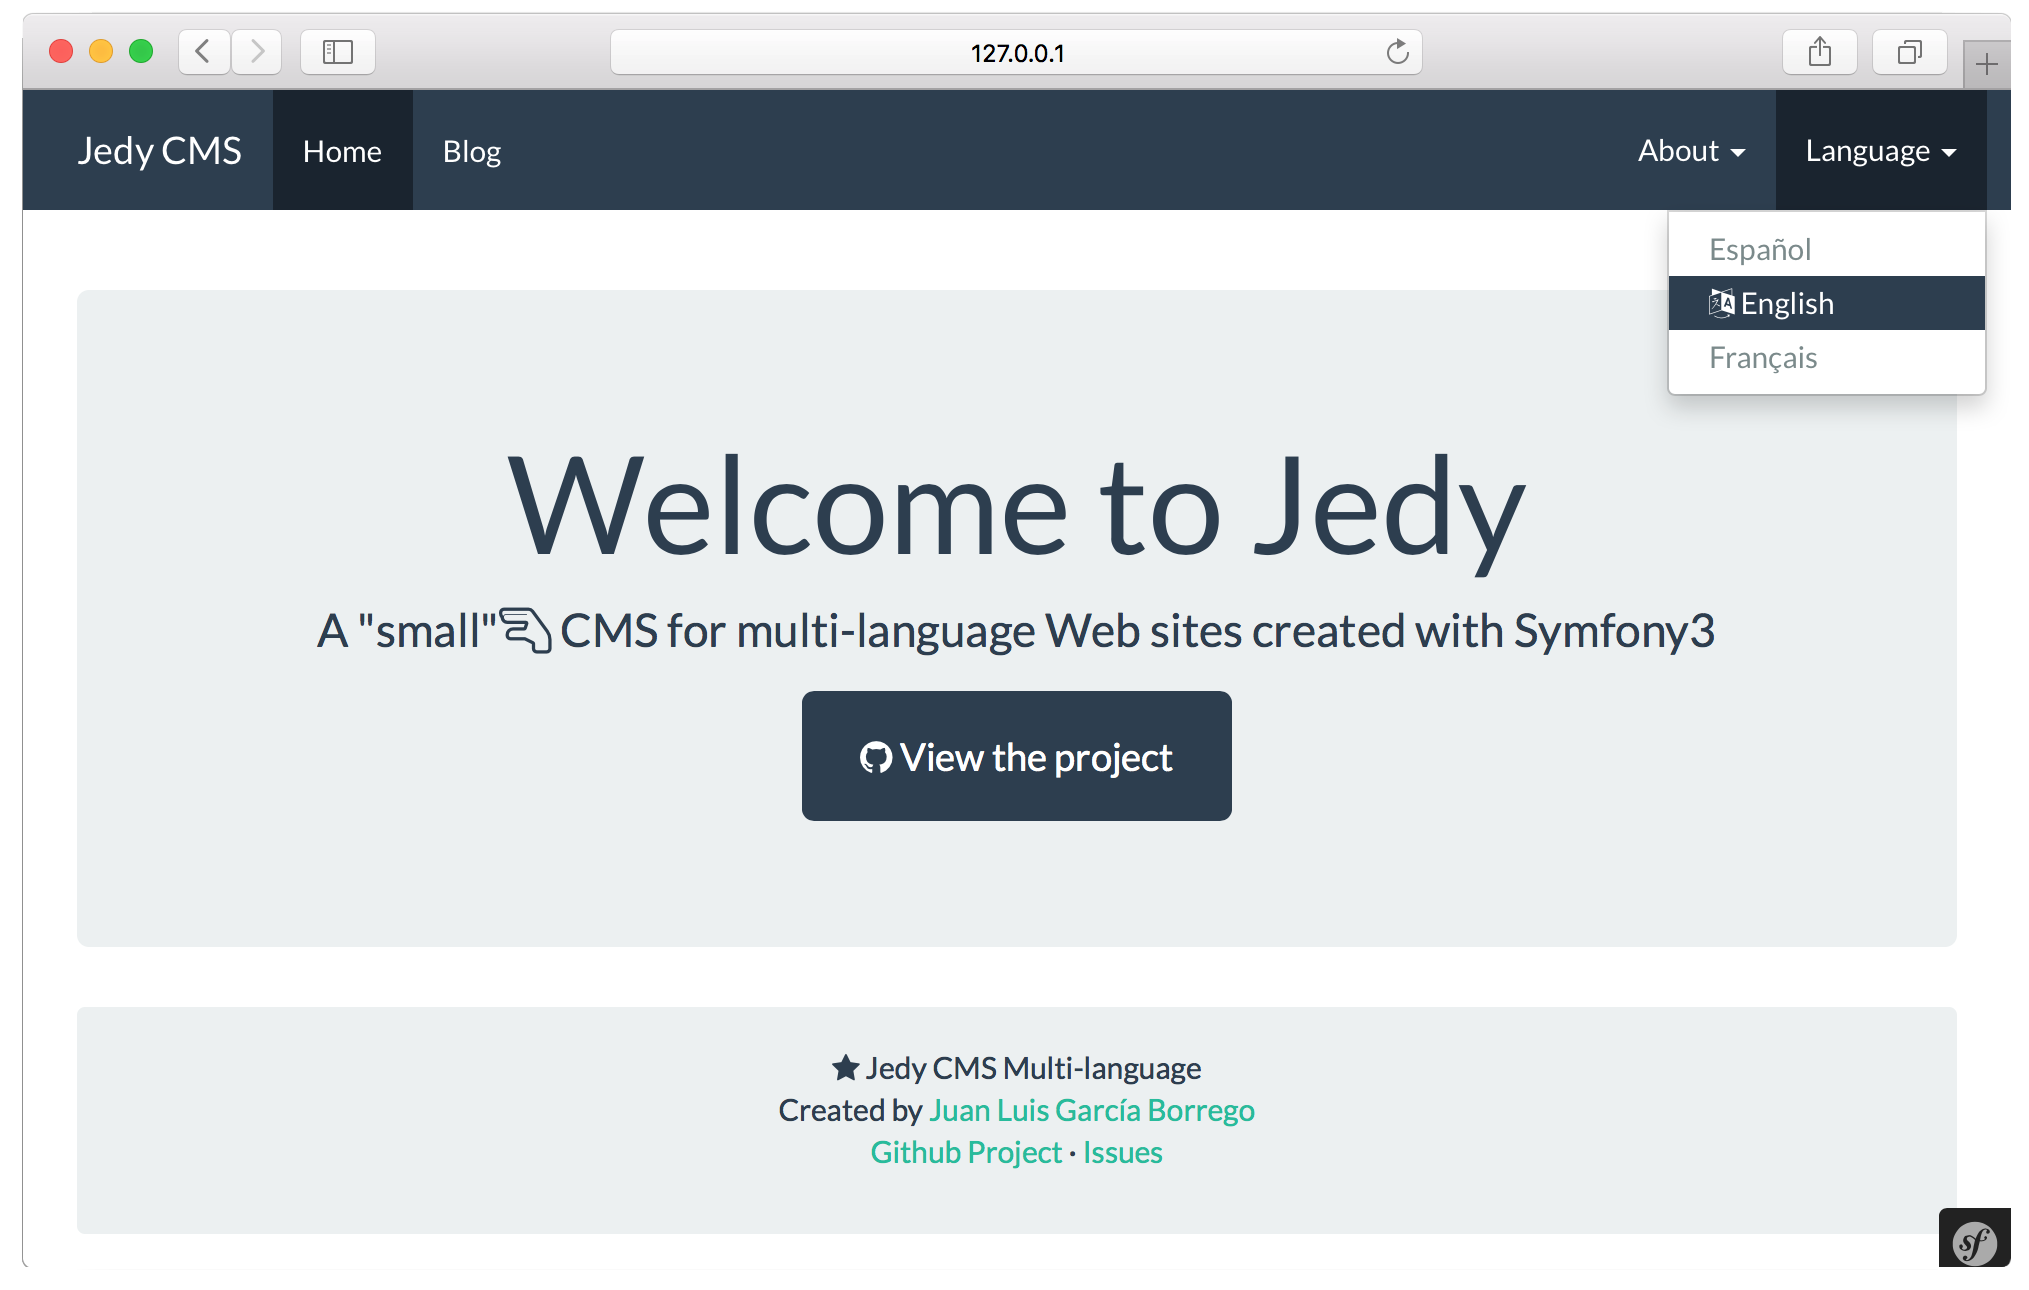 127.0.0.1
Jedy CMS Home Blog About Language
Español
English
Français
Welcome to Jedy
A "small" CMS for multi-language Web sites created with Symfony3
View the project
Jedy CMS Multi-language
Created by Juan Luis García Borrego
Github Project · Issues
sf